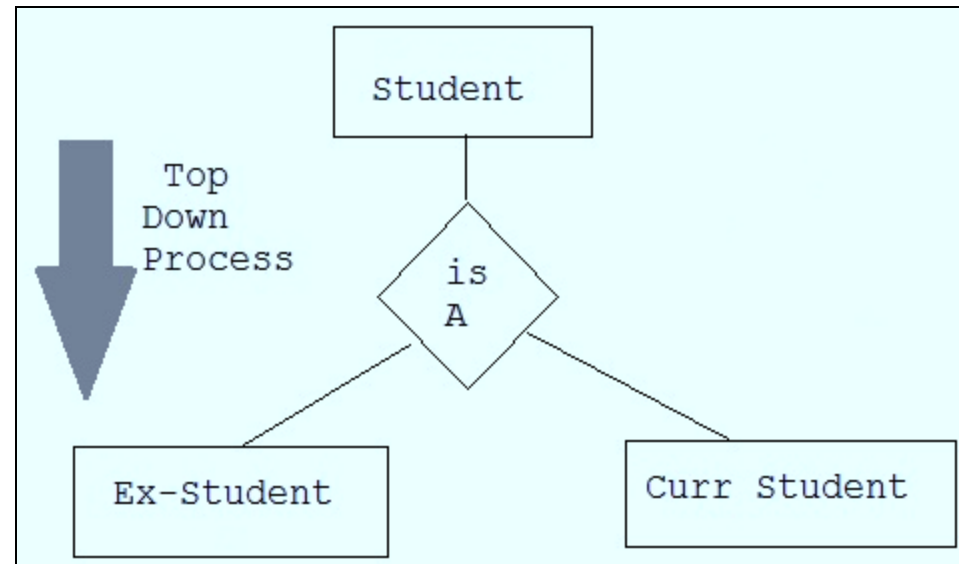 Student
Top
Down
Process
is
A
Ex-Student
Curr Student